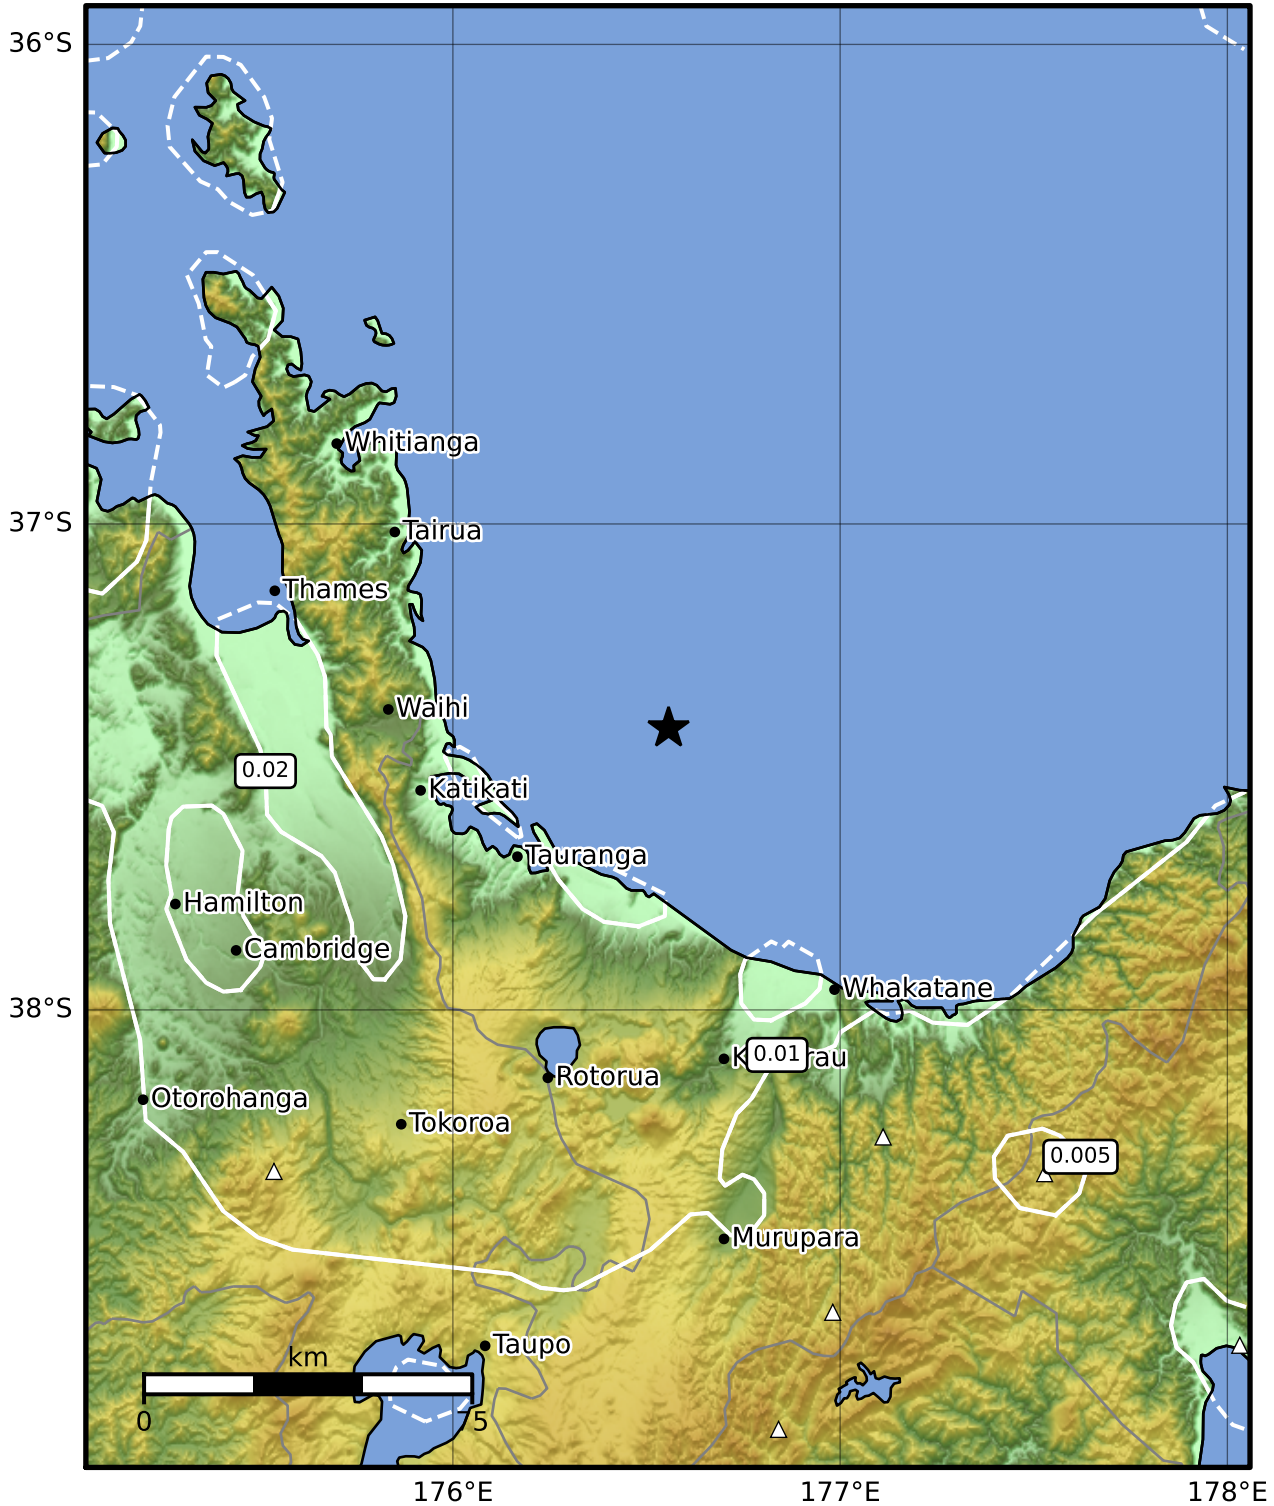 36°S
Whitianga
37°S
Tairua
Thames
Waihi
0.02
Katikati
Tauranga
Hamilton
Cambridge
Whakatane
38°S
0.01
Rotorua
Otorohanga
Tokoroa
0.005
Murupara
Taupo
km
0
176°E
177°E
178°E